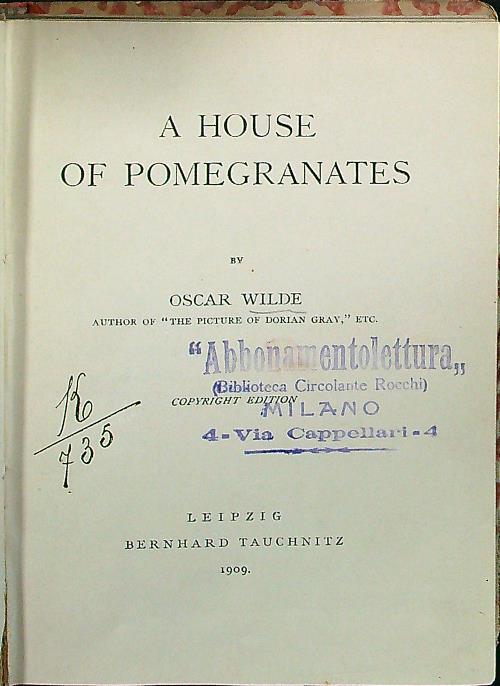 A HOUSE
OF POMEGRANATES
BY
OSCAR WILDE
AUTHOR OF "THE PICTURE OF DORIAN GRAY," ETC.
"Abbonamentolettura„
(Biblioteca Circolante Rocchi)
COPYRIGHT EDITION
MILANO
4-Via Cappellari-4
K
735
LEIPZIG
BERNHARD TAUCHNITZ
1909.